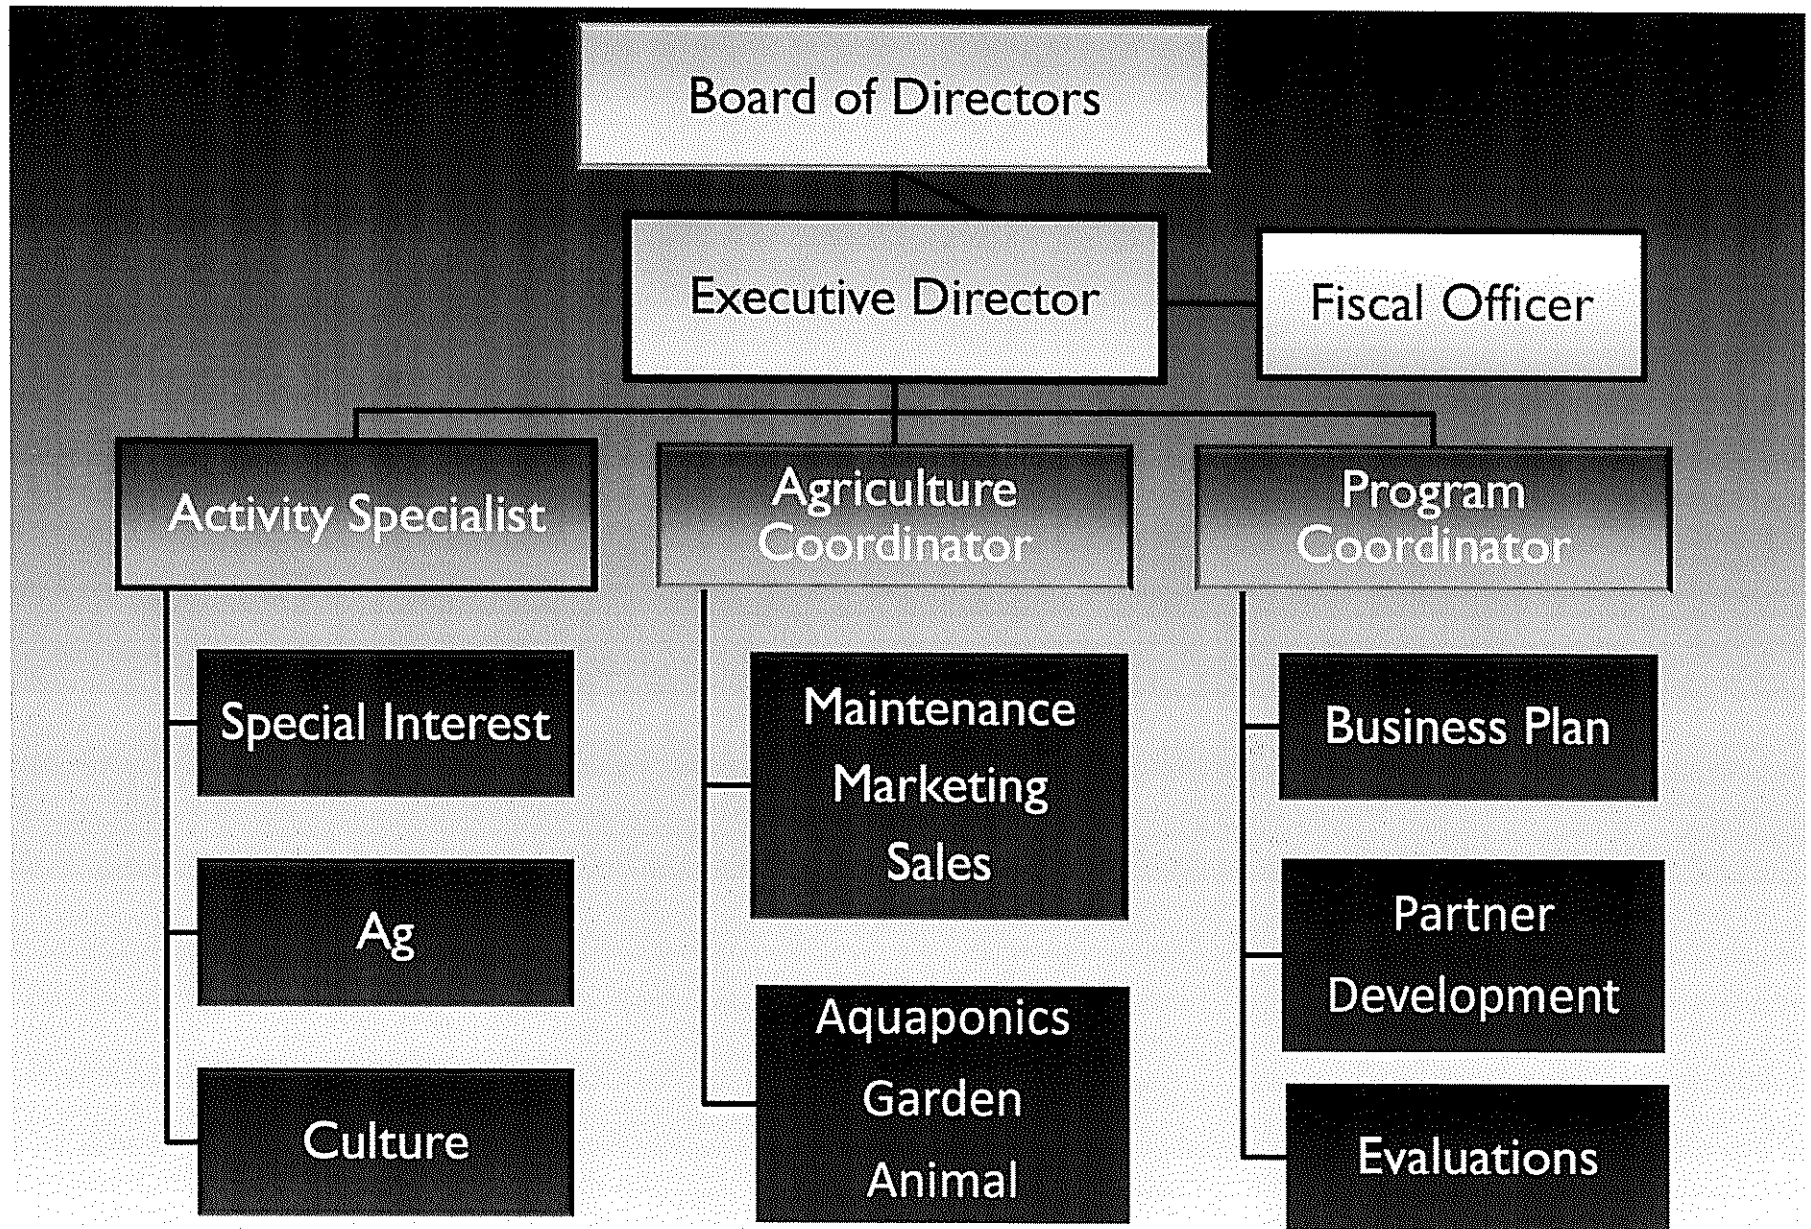 Board of Directors
Executive Director
Fiscal Officer
Activity Specialist
Agriculture
Coordinator
Program
Coordinator
Special Interest
Ag
Culture
Maintenance
Marketing
Sales
Aquaponics
Garden
Animal
Business Plan
Partner
Development
Evaluations